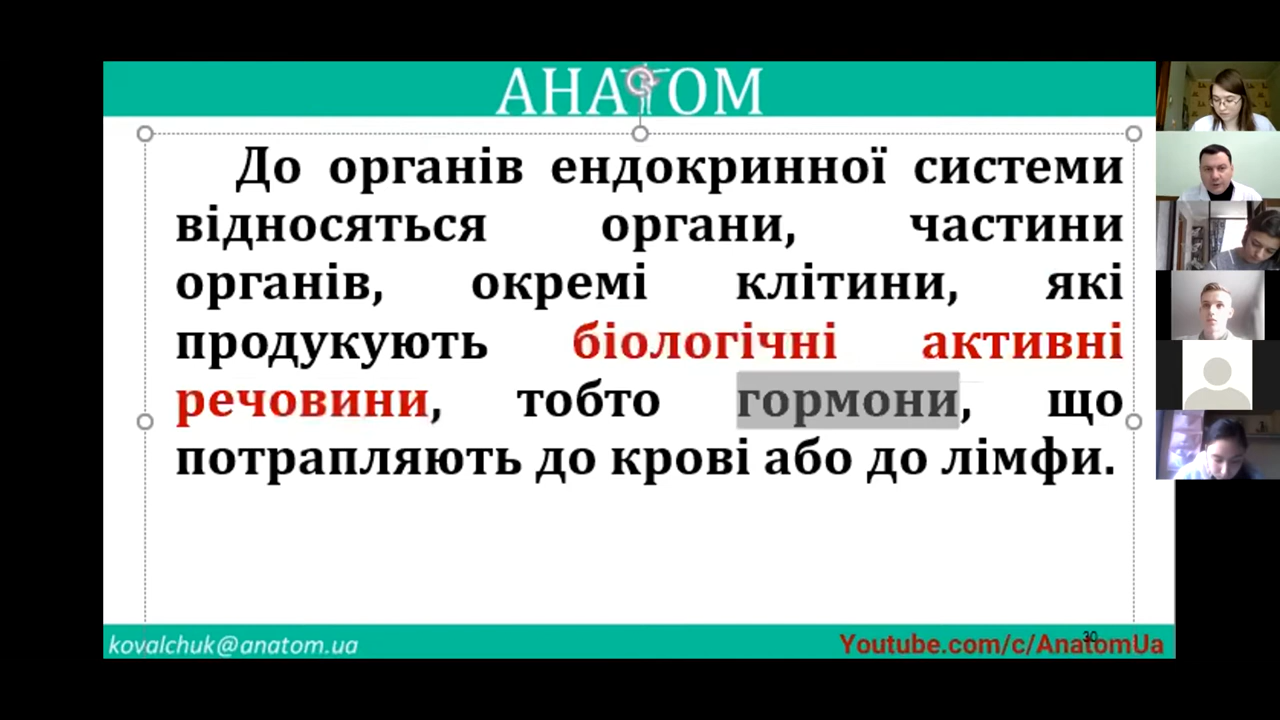 АНАТОМ
До органів ендокринної системи
відносяться органи, частини
органів, окремі клітини, які
продукують біологічні активні
речовини, тобто гормони, що
потрапляють до крові або до лімфи.
kovalchuk@anatom.ua
Youtube.com/c/AnatomUa
30